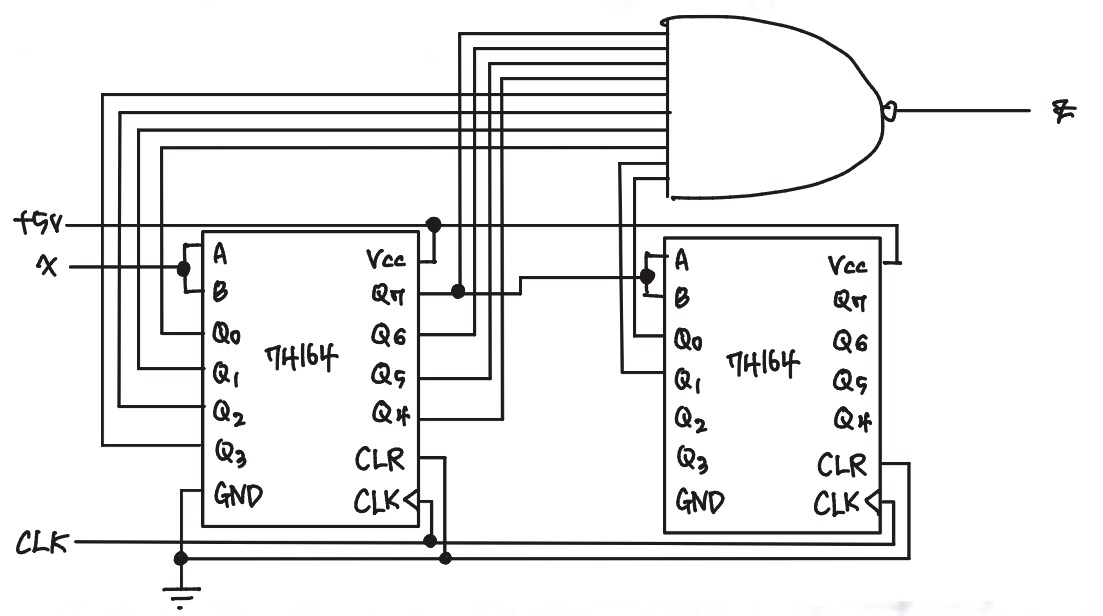 Z
+5V
X
A
B
Q0
Q1
Q2
Q3
GND
74164
Vcc
Q7
Q6
Q5
Q4
CLR
CLK
A
B
Q0
Q1
Q2
Q3
GND
74164
Vcc
Q7
Q6
Q5
Q4
CLR
CLK
CLK